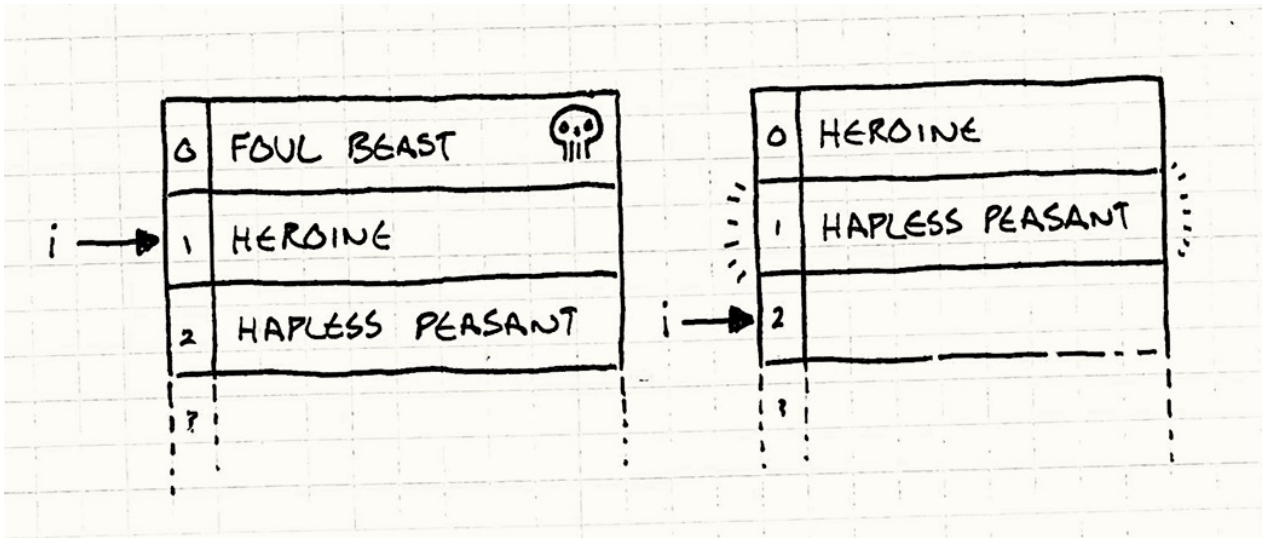 0 FOUL BEAST
i 1 HEROINE
2 HAPLESS PEASANT
?
0 HEROINE
1 HAPLESS PEASANT
i 2
?